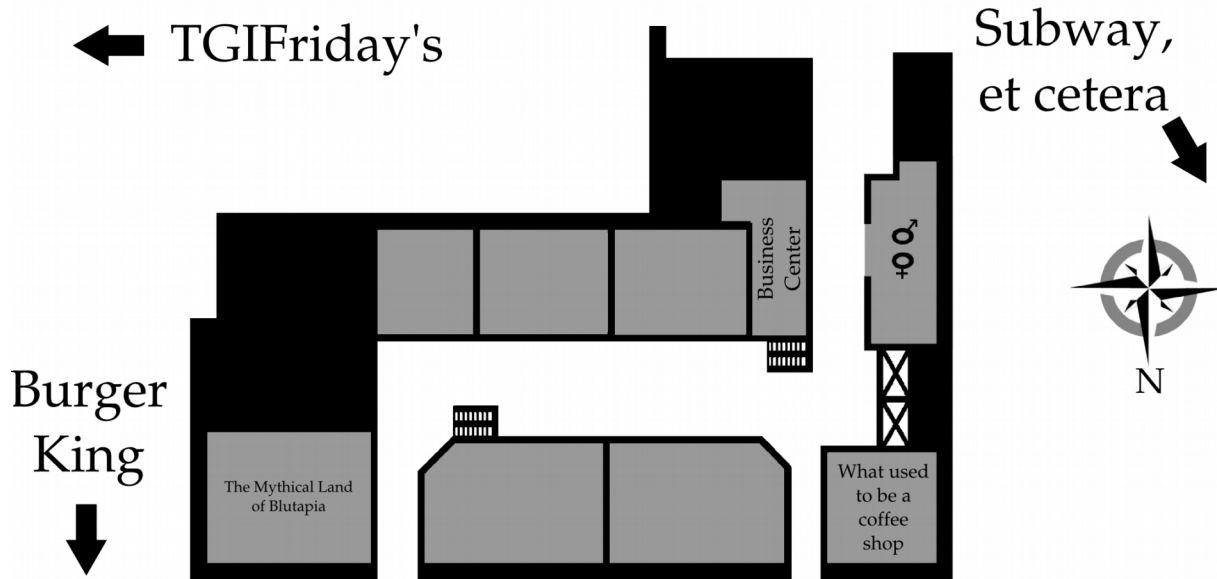 TGIFriday's
Subway,
et cetera
Business
Center
N
Burger
King
The Mythical Land
of Blutapia
What used
to be a
coffee
shop